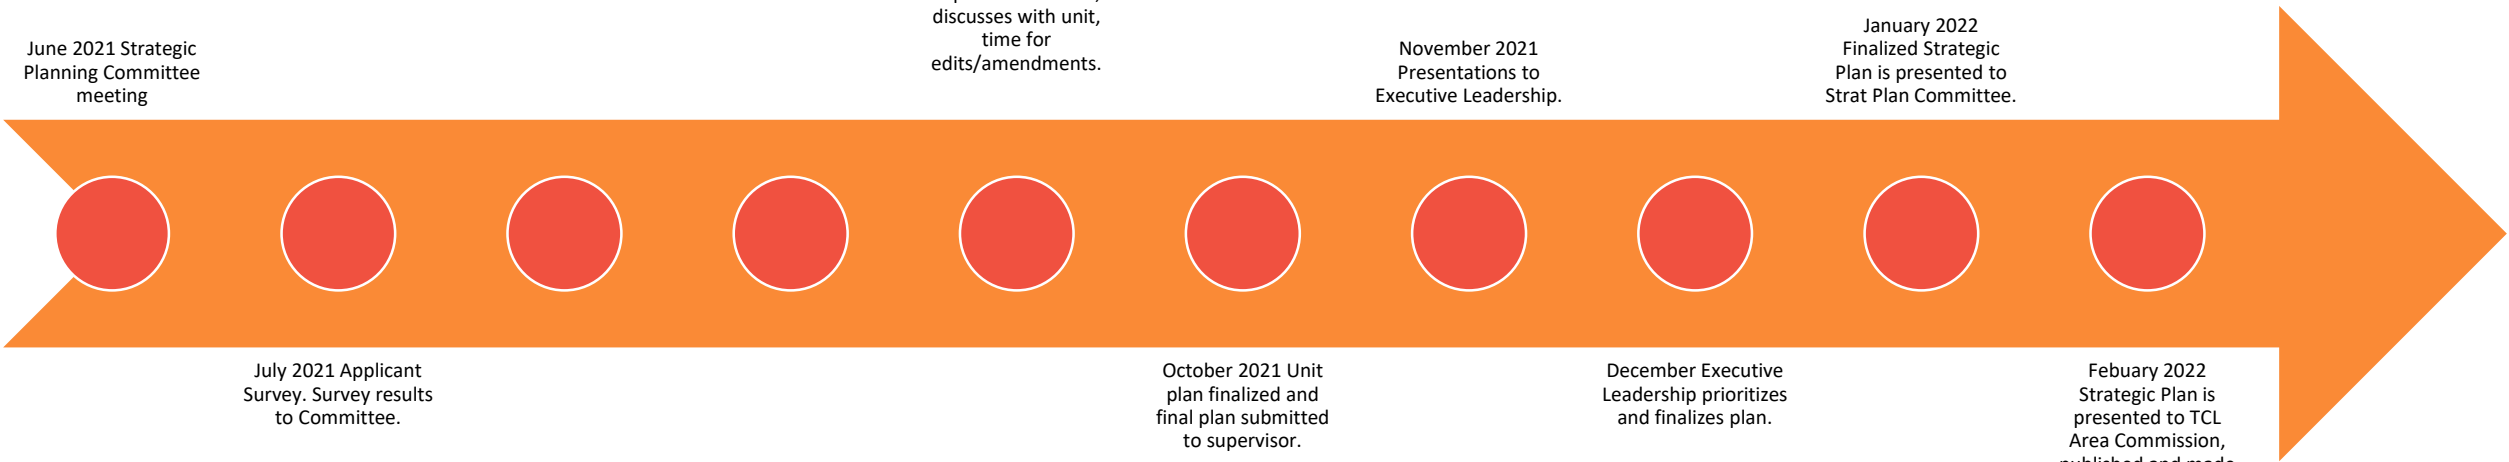 June 2021 Strategic
Planning Committee
meeting
July 2021 Applicant
Survey. Survey results
to Committee.
discusses with unit,
time for
edits/amendments.
October 2021 Unit
plan finalized and
final plan submitted
to supervisor.
November 2021
Presentations to
Executive Leadership.
December Executive
Leadership prioritizes
and finalizes plan.
January 2022
Finalized Strategic
Plan is presented to
Strat Plan Committee.
Febuary 2022
Strategic Plan is
presented to TCL
Area Commission,
published and made